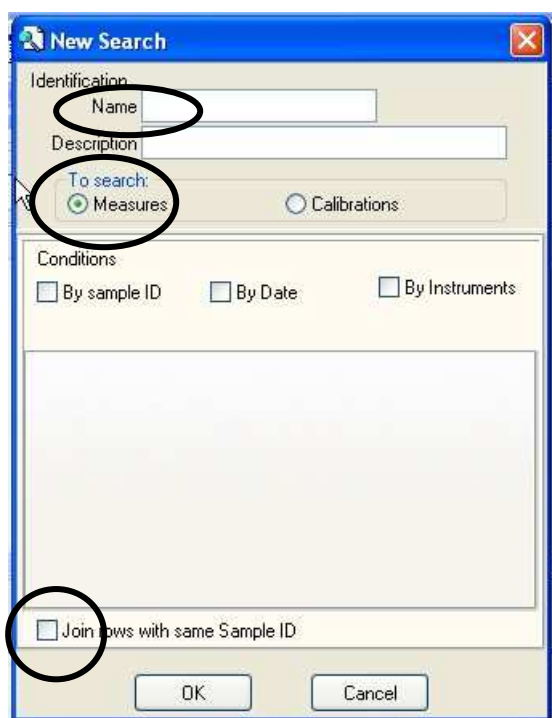 New Search
Identification
Name
Description
To search:
Measures Calibrations
Conditions
By sample ID By Date By Instruments
Join rows with same Sample ID
OK Cancel